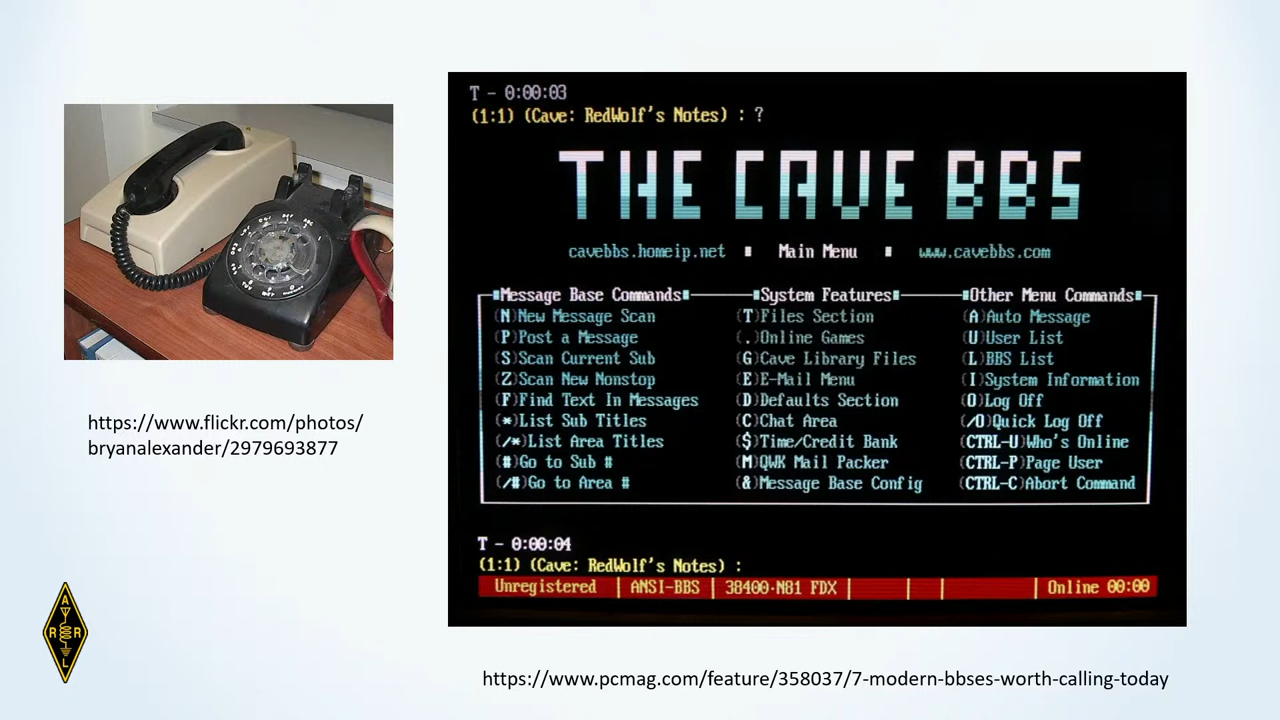 https://www.flickr.com/photos/
bryanalexander/2979693877
T - 0:00:03
(1:1) (Cave: RedWolf's Notes) : ?
THE CAVE BBS
cavebbs.homeip.net ■ Main Menu ■ www.cavebbs.com
■Message Base Commands■ ■System Features■ ■Other Menu Commands■
(N)New Message Scan (T)Files Section (A)Auto Message
(P)Post a Message (.)Online Games (U)User List
(S)Scan Current Sub (G)Cave Library Files (L)BBS List
(Z)Scan New Nonstop (E)E-Mail Menu (I)System Information
(F)Find Text In Messages (D)Defaults Section (O)Log Off
(*)List Sub Titles (C)Chat Area (/O)Quick Log Off
(/*)List Area Titles ($)Time/Credit Bank (CTRL-U)Who's Online
(#)Go to Sub # (M)QWK Mail Packer (CTRL-P)Page User
(/#)Go to Area # (&)Message Base Config (CTRL-C)Abort Command
T - 0:00:04
(1:1) (Cave: RedWolf's Notes) :
Unregistered | ANSI-BBS | 38400·N81 FDX | | | | Online 00:00
https://www.pcmag.com/feature/358037/7-modern-bbses-worth-calling-today
A
R R
L